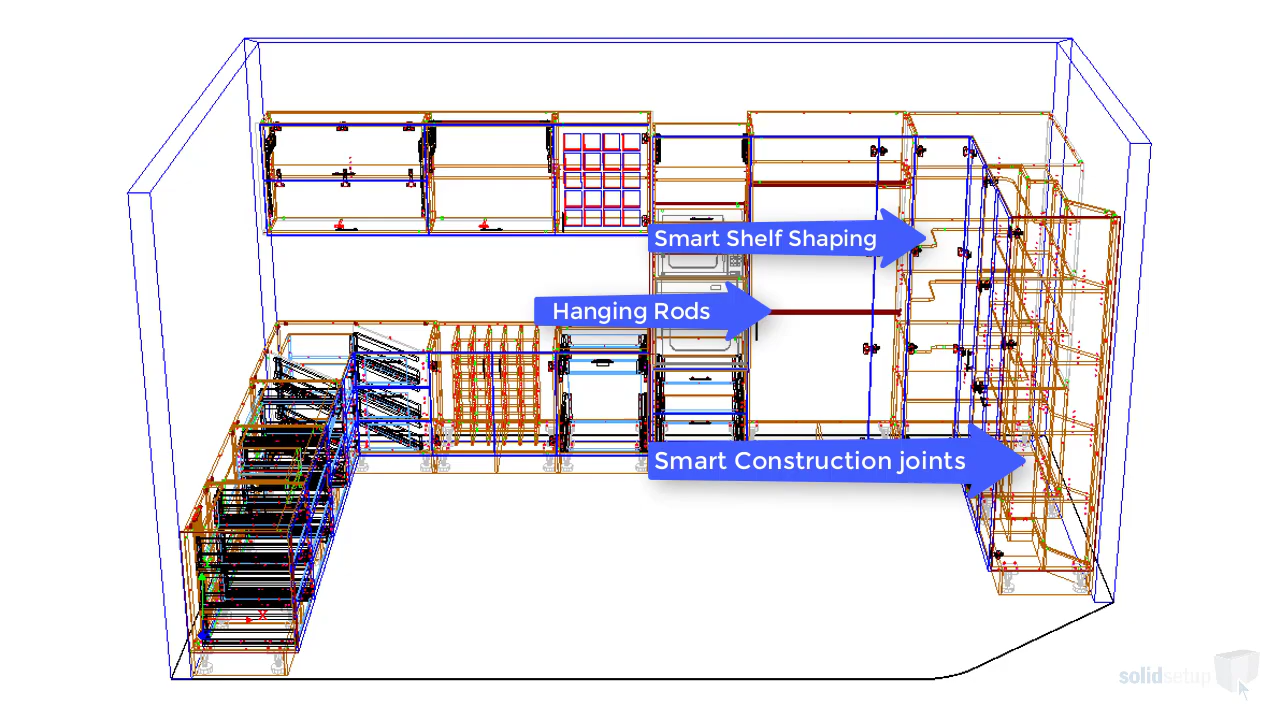 Smart Shelf Shaping
Hanging Rods
Smart Construction joints
X
solidsetup